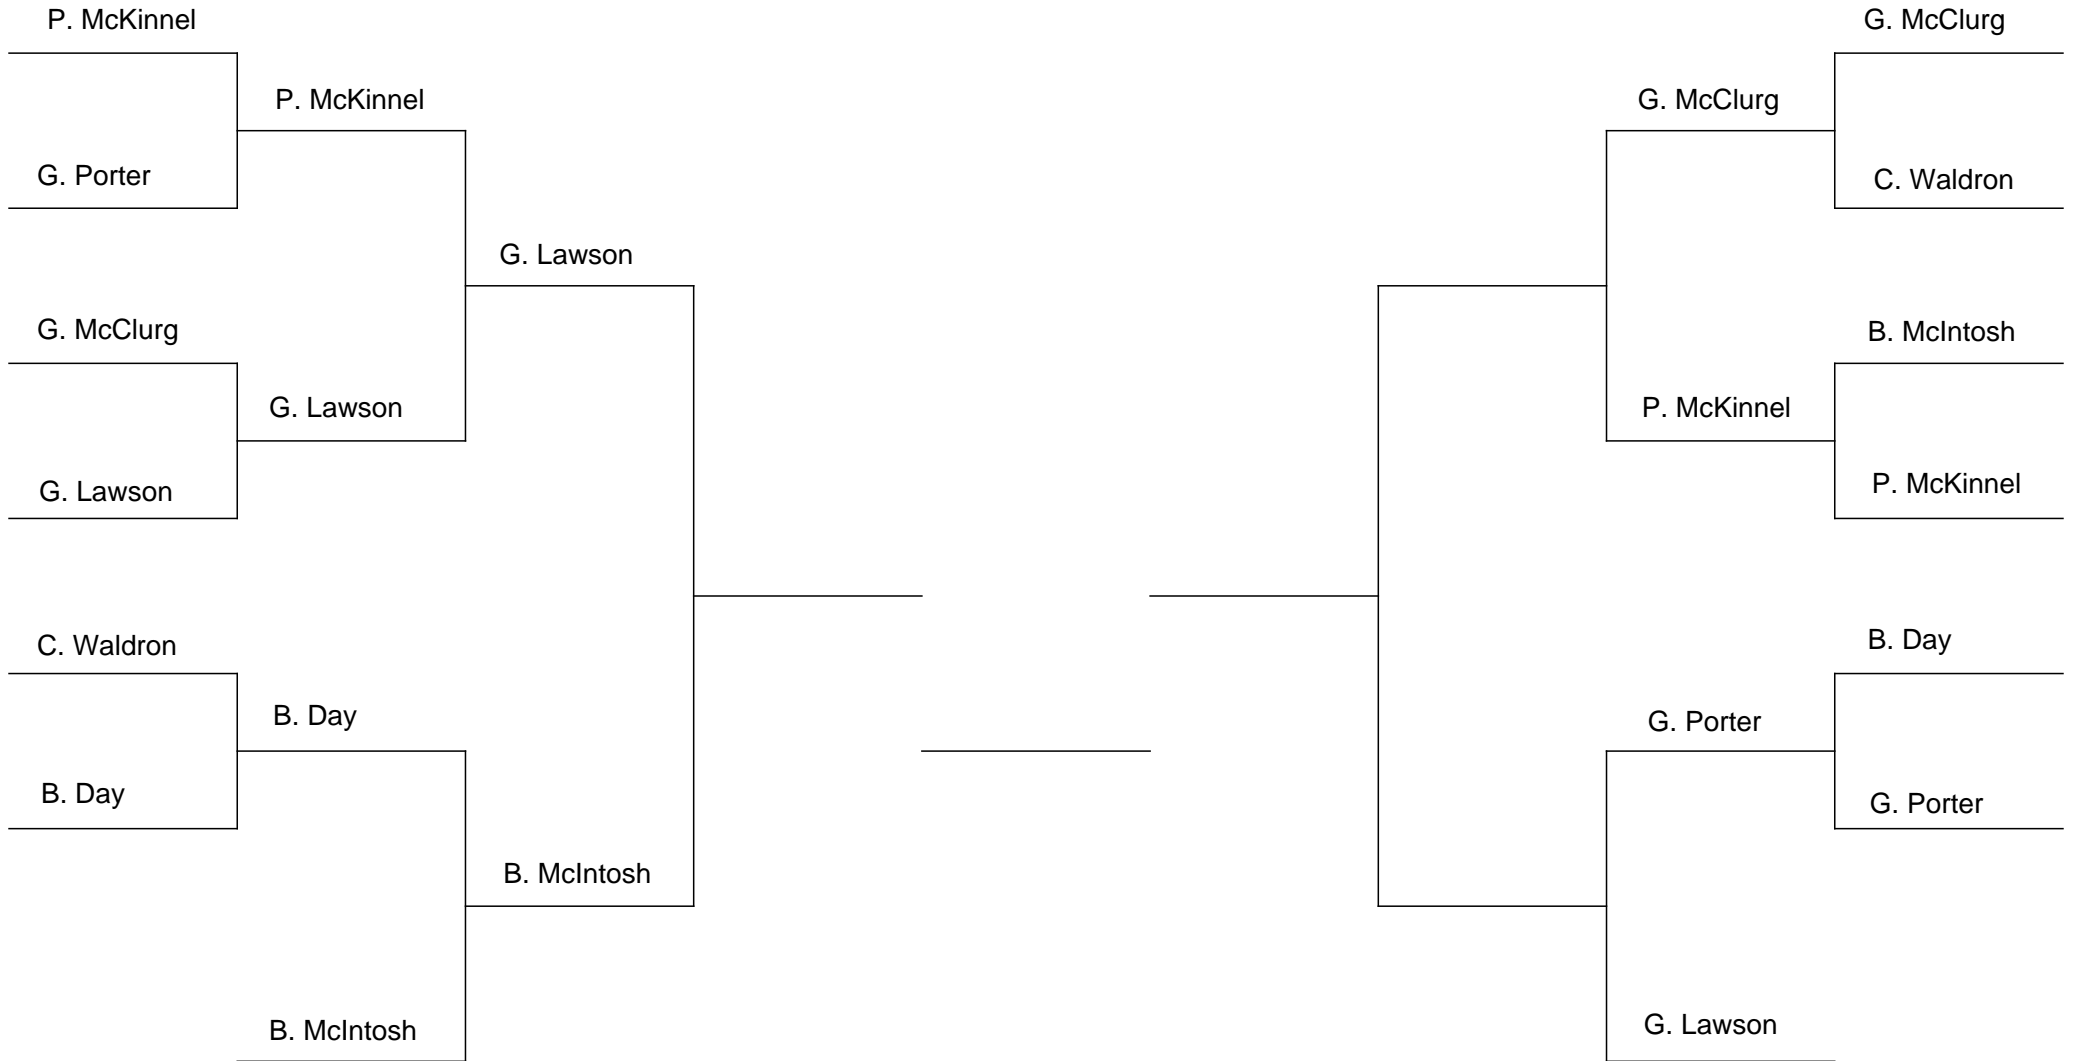 P. McKinnel
G. McClurg
P. McKinnel
G. McClurg
G. Porter
C. Waldron
G. Lawson
G. McClurg
B. McIntosh
G. Lawson
P. McKinnel
G. Lawson
P. McKinnel
C. Waldron
B. Day
B. Day
G. Porter
B. Day
G. Porter
B. McIntosh
B. McIntosh
G. Lawson